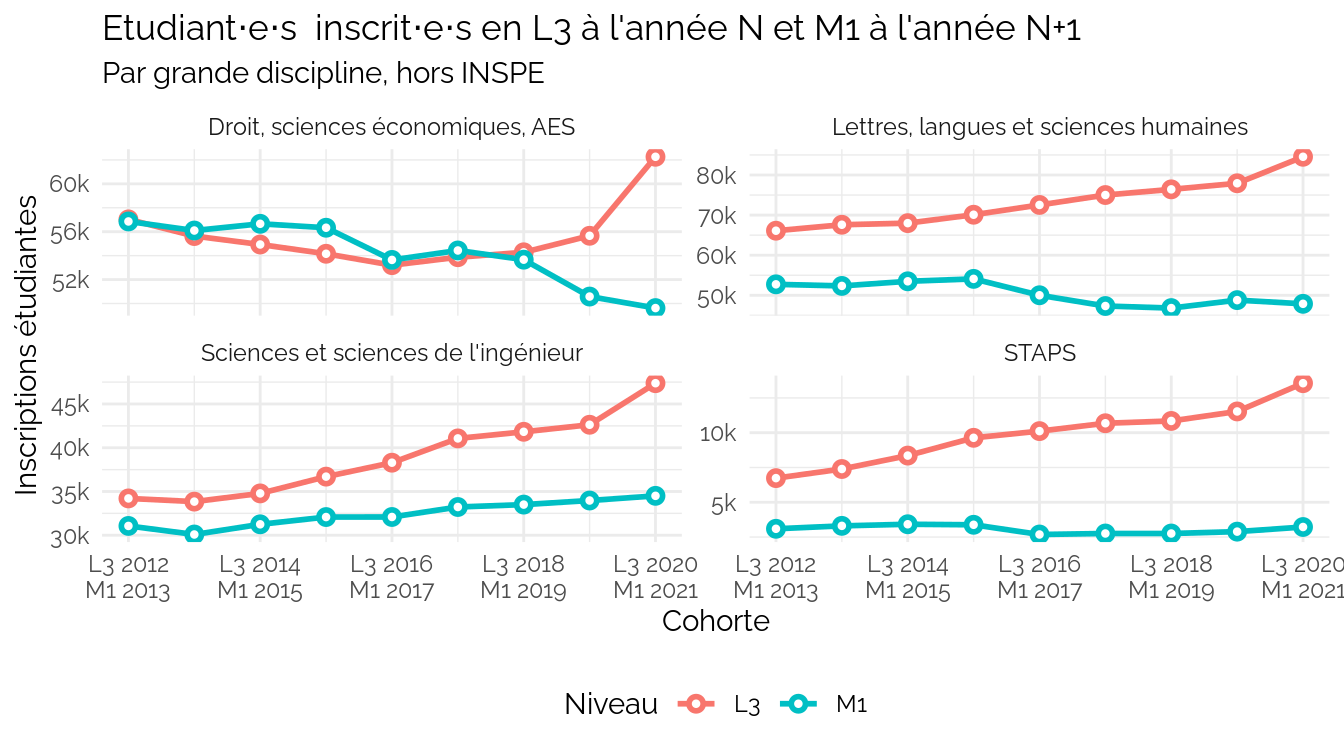 Etudiant⋅e⋅s  inscrit⋅e⋅s en L3 à l'année N et M1 à l'année N+1
Par grande discipline, hors INSPE
Droit, sciences économiques, AES
Lettres, langues et sciences humaines
60k
56k
52k
80k
70k
60k
50k
Inscriptions étudiantes
Sciences et sciences de l'ingénieur
STAPS
45k
40k
35k
30k
10k
5k
L3 2012 L3 2014 L3 2016 L3 2018 L3 2020
M1 2013 M1 2015 M1 2017 M1 2019 M1 2021
L3 2012 L3 2014 L3 2016 L3 2018 L3 2020
M1 2013 M1 2015 M1 2017 M1 2019 M1 2021
Cohorte
Niveau L3 M1